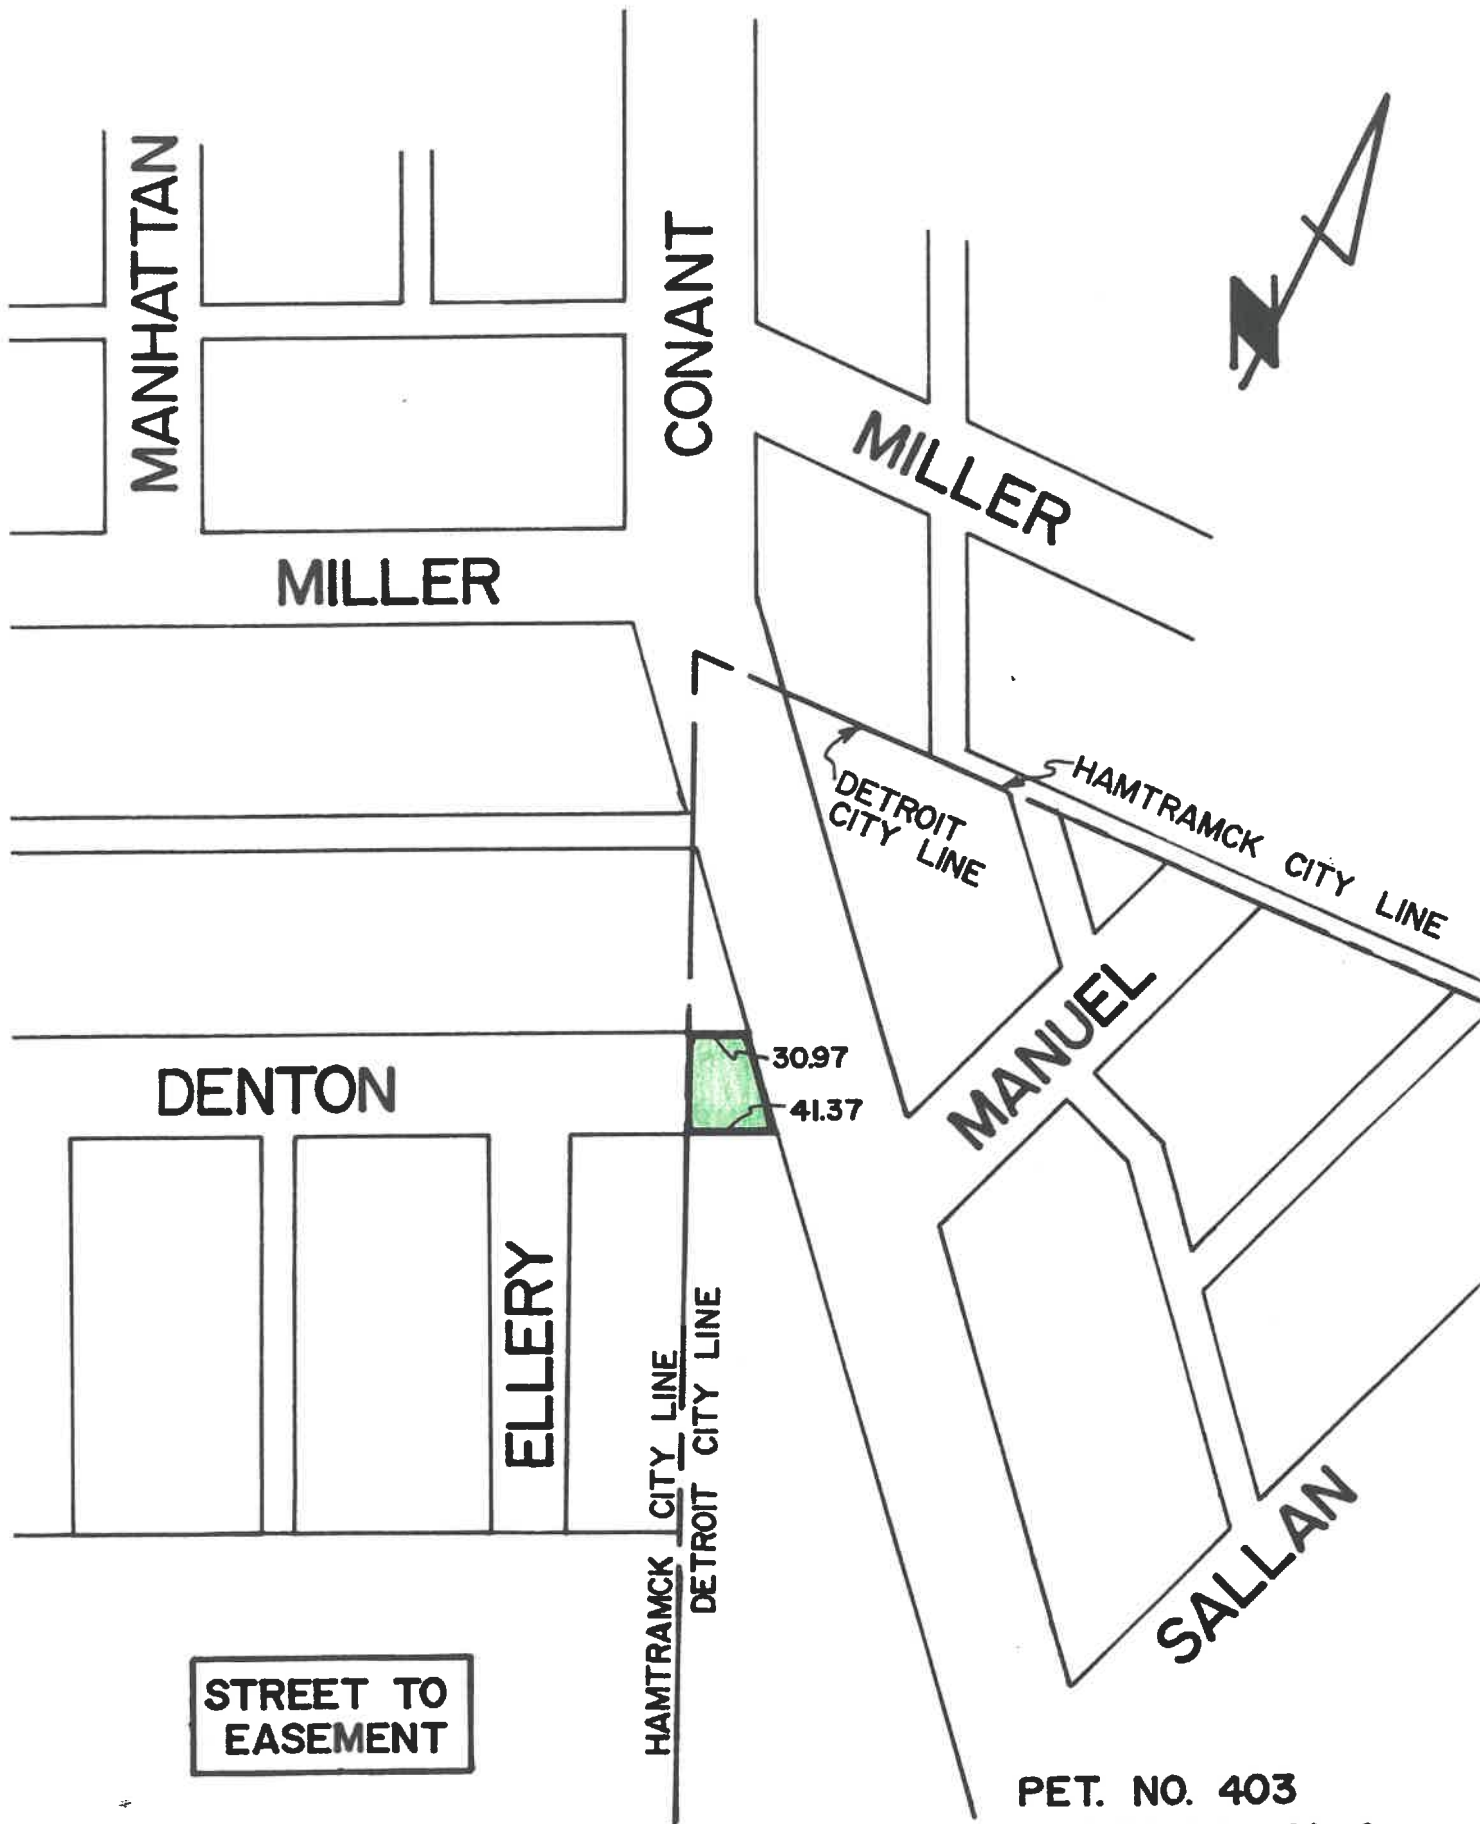 MANHATTAN
CONANT
N
MILLER
MILLER
DETROIT
CITY LINE
HAMTRAMCK CITY LINE
30.97
41.37
DENTON
MANUEL
ELLERY
HAMTRAMCK CITY LINE
DETROIT CITY LINE
SALLAN
STREET TO
EASEMENT
PET. NO. 403